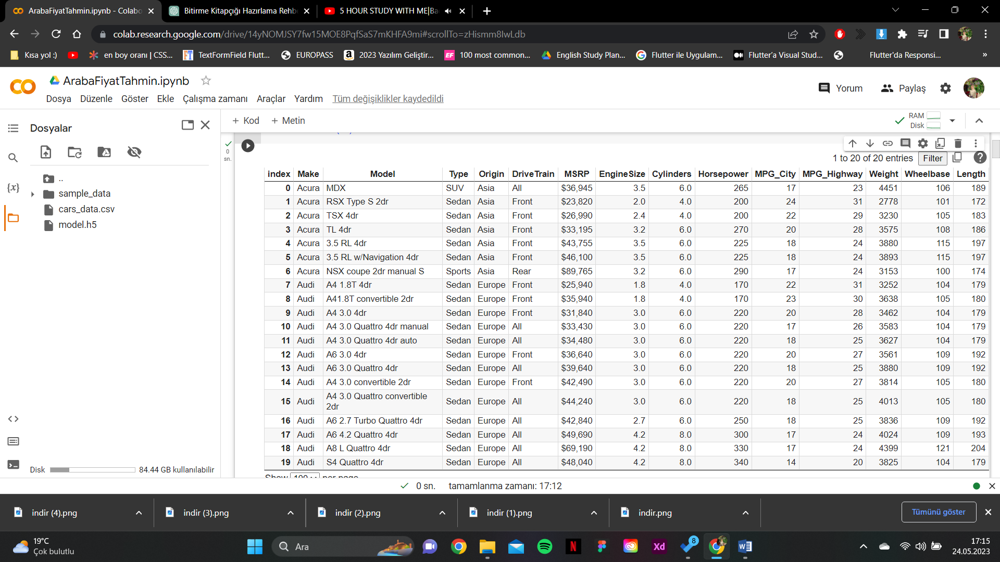 ArabaFiyatTahmin.ipynb - Colabo
Bitirme Kitapçığı Hazırlama Rehb
5 HOUR STUDY WITH ME|Ba
colab.research.google.com/drive/14yNOMJSY7fw15MOE8PqfSaS7mKHFA9mi#scrollTo=zHismm8lwLdb
Kısa yol :) en boy oranı | CSS... TextFormField Flutt... EUROPASS 2023 Yazılım Geliştir... EF 100 most common... English Study Plan... Flutter ile Uygulam... Flutter'a Visual Stud... Flutter'da Responsi... »
ArabaFiyatTahmin.ipynb
Yorum Paylaş
Dosya Düzenle Göster Ekle Çalışma zamanı Araçlar Yardım Tüm değişiklikler kaydedildi
Dosyalar
+ Kod + Metin
RAM
Disk
0
sn.
1 to 20 of 20 entries Filter
..
sample_data
cars_data.csv
model.h5
{x}
index Make Model Type Origin DriveTrain MSRP EngineSize Cylinders Horsepower MPG_City MPG_Highway Weight Wheelbase Length
0 Acura MDX SUV Asia All $36,945 3.5 6.0 265 17 23 4451 106 189
1 Acura RSX Type S 2dr Sedan Asia Front $23,820 2.0 4.0 200 24 31 2778 101 172
2 Acura TSX 4dr Sedan Asia Front $26,990 2.4 4.0 200 22 29 3230 105 183
3 Acura TL 4dr Sedan Asia Front $33,195 3.2 6.0 270 20 28 3575 108 186
4 Acura 3.5 RL 4dr Sedan Asia Front $43,755 3.5 6.0 225 18 24 3880 115 197
5 Acura 3.5 RL w/Navigation 4dr Sedan Asia Front $46,100 3.5 6.0 225 18 24 3893 115 197
6 Acura NSX coupe 2dr manual S Sports Asia Rear $89,765 3.2 6.0 290 17 24 3153 100 174
7 Audi A4 1.8T 4dr Sedan Europe Front $25,940 1.8 4.0 170 22 31 3252 104 179
8 Audi A41.8T convertible 2dr Sedan Europe Front $35,940 1.8 4.0 170 23 30 3638 105 180
9 Audi A4 3.0 4dr Sedan Europe Front $31,840 3.0 6.0 220 20 28 3462 104 179
10 Audi A4 3.0 Quattro 4dr manual Sedan Europe All $33,430 3.0 6.0 220 17 26 3583 104 179
11 Audi A4 3.0 Quattro 4dr auto Sedan Europe All $34,480 3.0 6.0 220 18 25 3627 104 179
12 Audi A6 3.0 4dr Sedan Europe Front $36,640 3.0 6.0 220 20 27 3561 109 192
13 Audi A6 3.0 Quattro 4dr Sedan Europe All $39,640 3.0 6.0 220 18 25 3880 109 192
14 Audi A4 3.0 convertible 2dr Sedan Europe Front $42,490 3.0 6.0 220 20 27 3814 105 180
15 Audi A4 3.0 Quattro convertible 2dr Sedan Europe All $44,240 3.0 6.0 220 18 25 4013 105 180
16 Audi A6 2.7 Turbo Quattro 4dr Sedan Europe All $42,840 2.7 6.0 250 18 25 3836 109 192
17 Audi A6 4.2 Quattro 4dr Sedan Europe All $49,690 4.2 8.0 300 17 24 4024 109 193
18 Audi A8 L Quattro 4dr Sedan Europe All $69,190 4.2 8.0 330 17 24 4399 121 204
19 Audi S4 Quattro 4dr Sedan Europe All $48,040 4.2 8.0 340 14 20 3825 104 179
Show 100 per page
Disk 84.44 GB kullanılabilir
0 sn. tamamlanma zamanı: 17:12
indir (4).png indir (3).png indir (2).png indir (1).png indir.png Tümünü göster
19°C
Çok bulutlu
Ara
N
Xd
8
W
17:15
24.05.2023